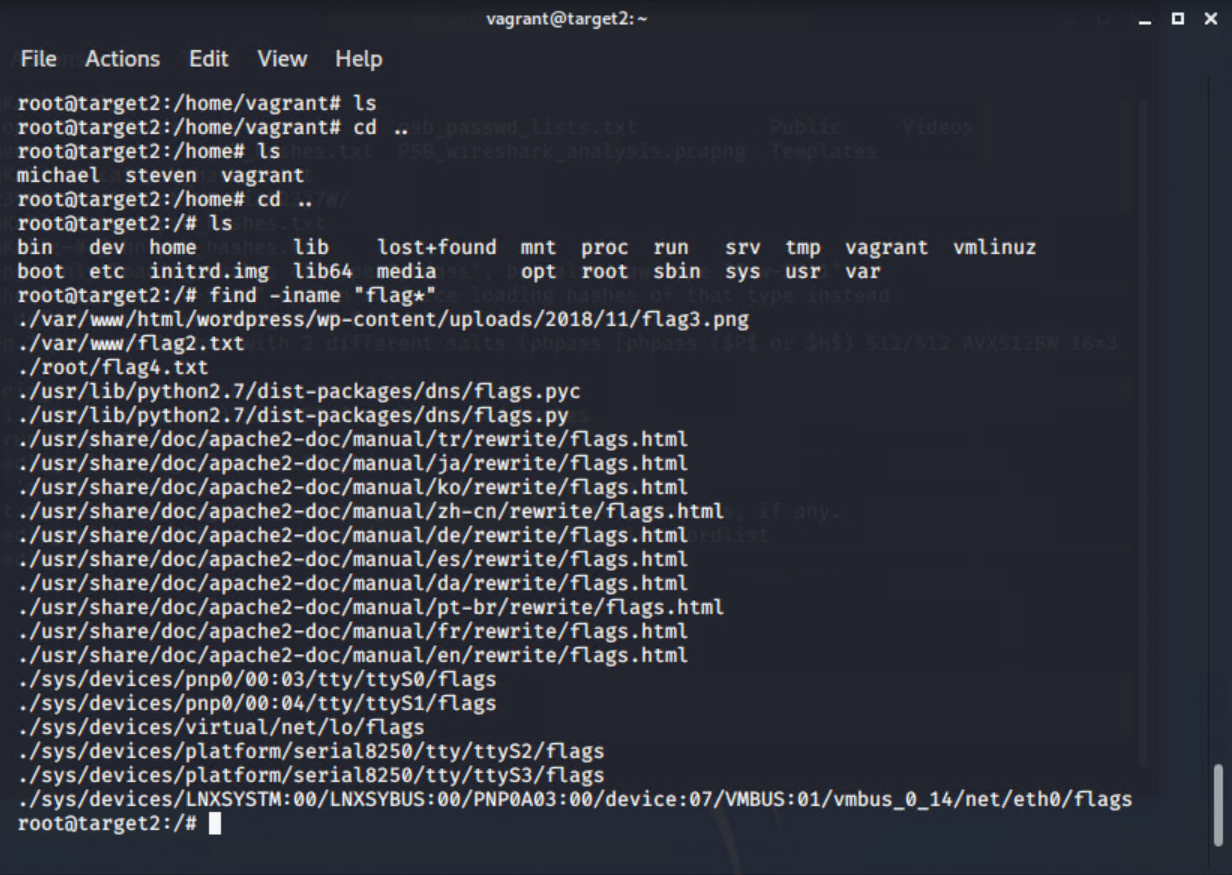 vagrant@target2:~
File Actions Edit View Help
root@target2:/home/vagrant# ls
root@target2:/home/vagrant# cd ..
root@target2:/home# ls
michael steven vagrant
root@target2:/home# cd ..
root@target2:/# ls
bin dev home lib lost+found mnt proc run srv tmp vagrant vmlinuz
boot etc initrd.img lib64 media opt root sbin sys usr var
root@target2:/# find -iname "flag*"
./var/www/html/wordpress/wp-content/uploads/2018/11/flag3.png
./var/www/flag2.txt
./root/flag4.txt
./usr/lib/python2.7/dist-packages/dns/flags.pyc
./usr/lib/python2.7/dist-packages/dns/flags.py
./usr/share/doc/apache2-doc/manual/tr/rewrite/flags.html
./usr/share/doc/apache2-doc/manual/ja/rewrite/flags.html
./usr/share/doc/apache2-doc/manual/ko/rewrite/flags.html
./usr/share/doc/apache2-doc/manual/zh-cn/rewrite/flags.html
./usr/share/doc/apache2-doc/manual/de/rewrite/flags.html
./usr/share/doc/apache2-doc/manual/es/rewrite/flags.html
./usr/share/doc/apache2-doc/manual/da/rewrite/flags.html
./usr/share/doc/apache2-doc/manual/pt-br/rewrite/flags.html
./usr/share/doc/apache2-doc/manual/fr/rewrite/flags.html
./usr/share/doc/apache2-doc/manual/en/rewrite/flags.html
./sys/devices/pnp0/00:03/tty/ttyS0/flags
./sys/devices/pnp0/00:04/tty/ttyS1/flags
./sys/devices/virtual/net/lo/flags
./sys/devices/platform/serial8250/tty/ttyS2/flags
./sys/devices/platform/serial8250/tty/ttyS3/flags
./sys/devices/LNXSYSTM:00/LNXSYBUS:00/PNP0A03:00/device:07/VMBUS:01/vmbus_0_14/net/eth0/flags
root@target2:/#